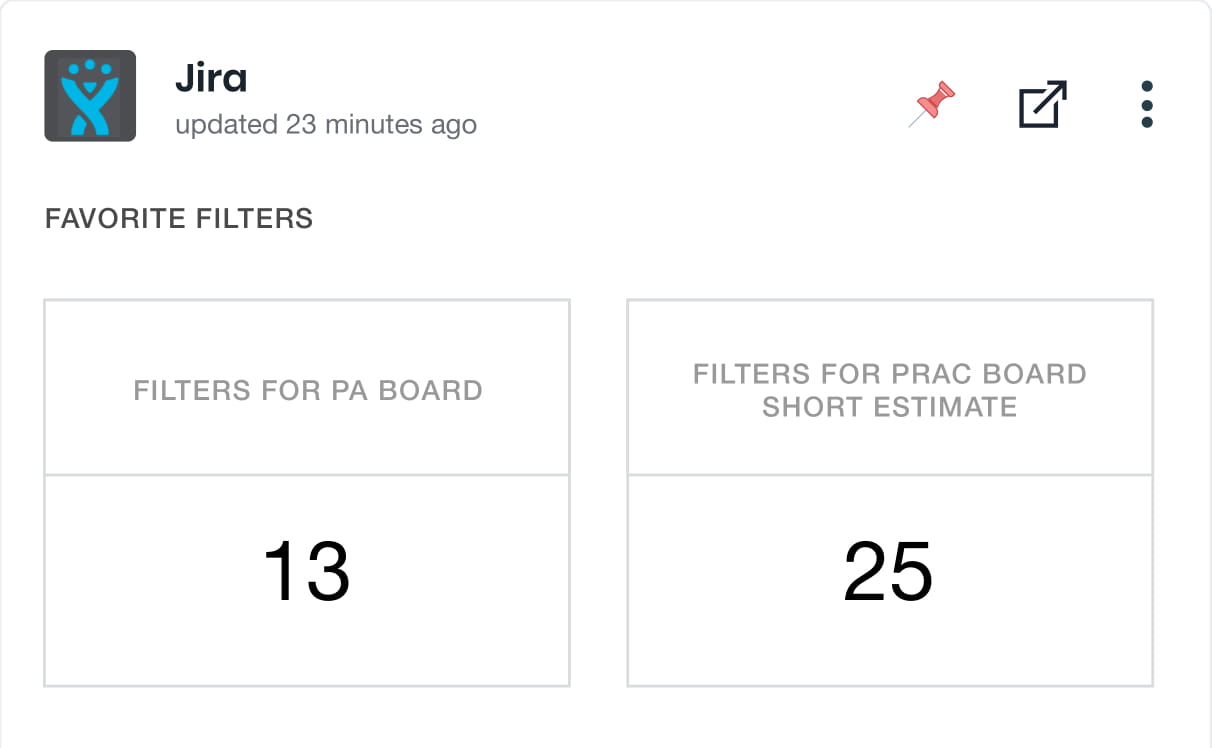 Jira
updated 23 minutes ago
FAVORITE FILTERS
FILTERS FOR PA BOARD
13
FILTERS FOR PRAC BOARD
SHORT ESTIMATE
25